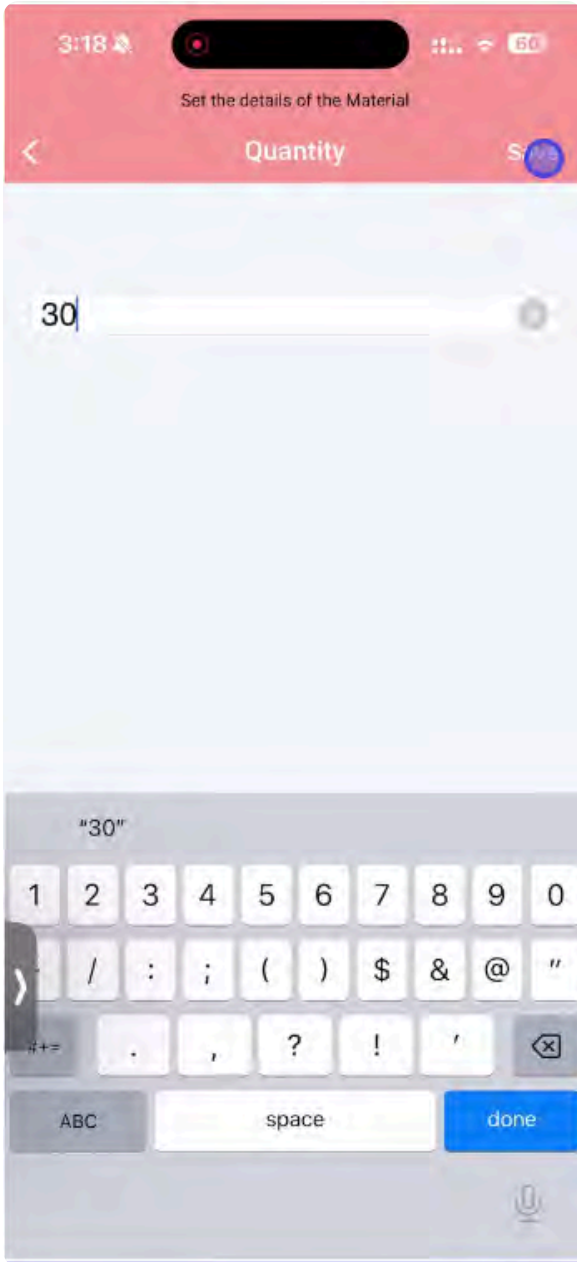 3:18
60
Set the details of the Material
Quantity
Save
30
"30"
1 2 3 4 5 6 7 8 9 0
/ : ; ( ) $ & @ "
#+= . , ? ! '
ABC space done